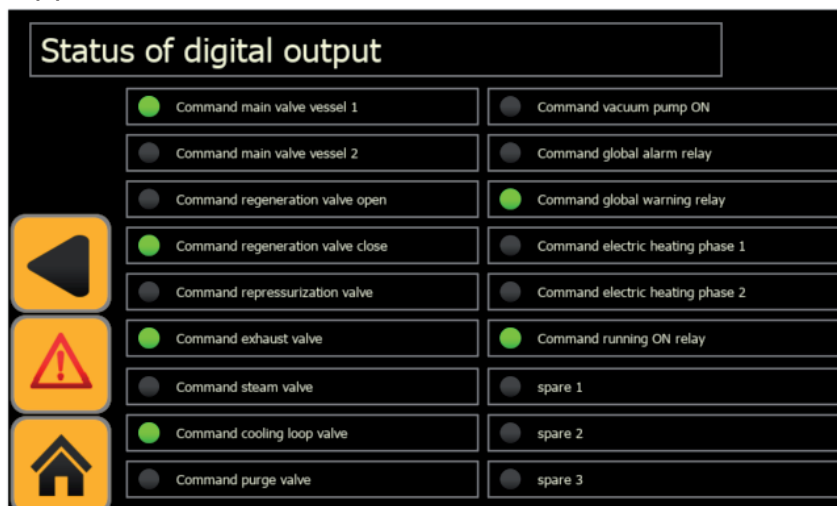 Status of digital output
Command main valve vessel 1
Command main valve vessel 2
Command regeneration valve open
Command regeneration valve close
Command repressurization valve
Command exhaust valve
Command steam valve
Command cooling loop valve
Command purge valve
Command vacuum pump ON
Command global alarm relay
Command global warning relay
Command electric heating phase 1
Command electric heating phase 2
Command running ON relay
spare 1
spare 2
spare 3